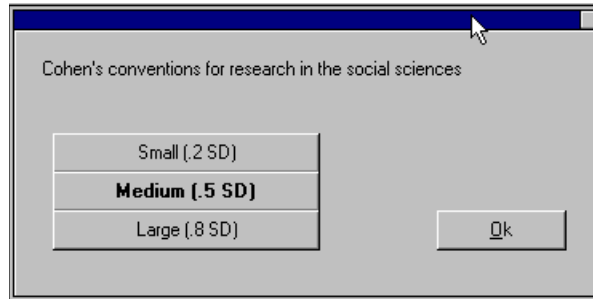 Cohen's conventions for research in the social sciences
Small (.2 SD)
Medium (.5 SD)
Large (.8 SD)
Ok